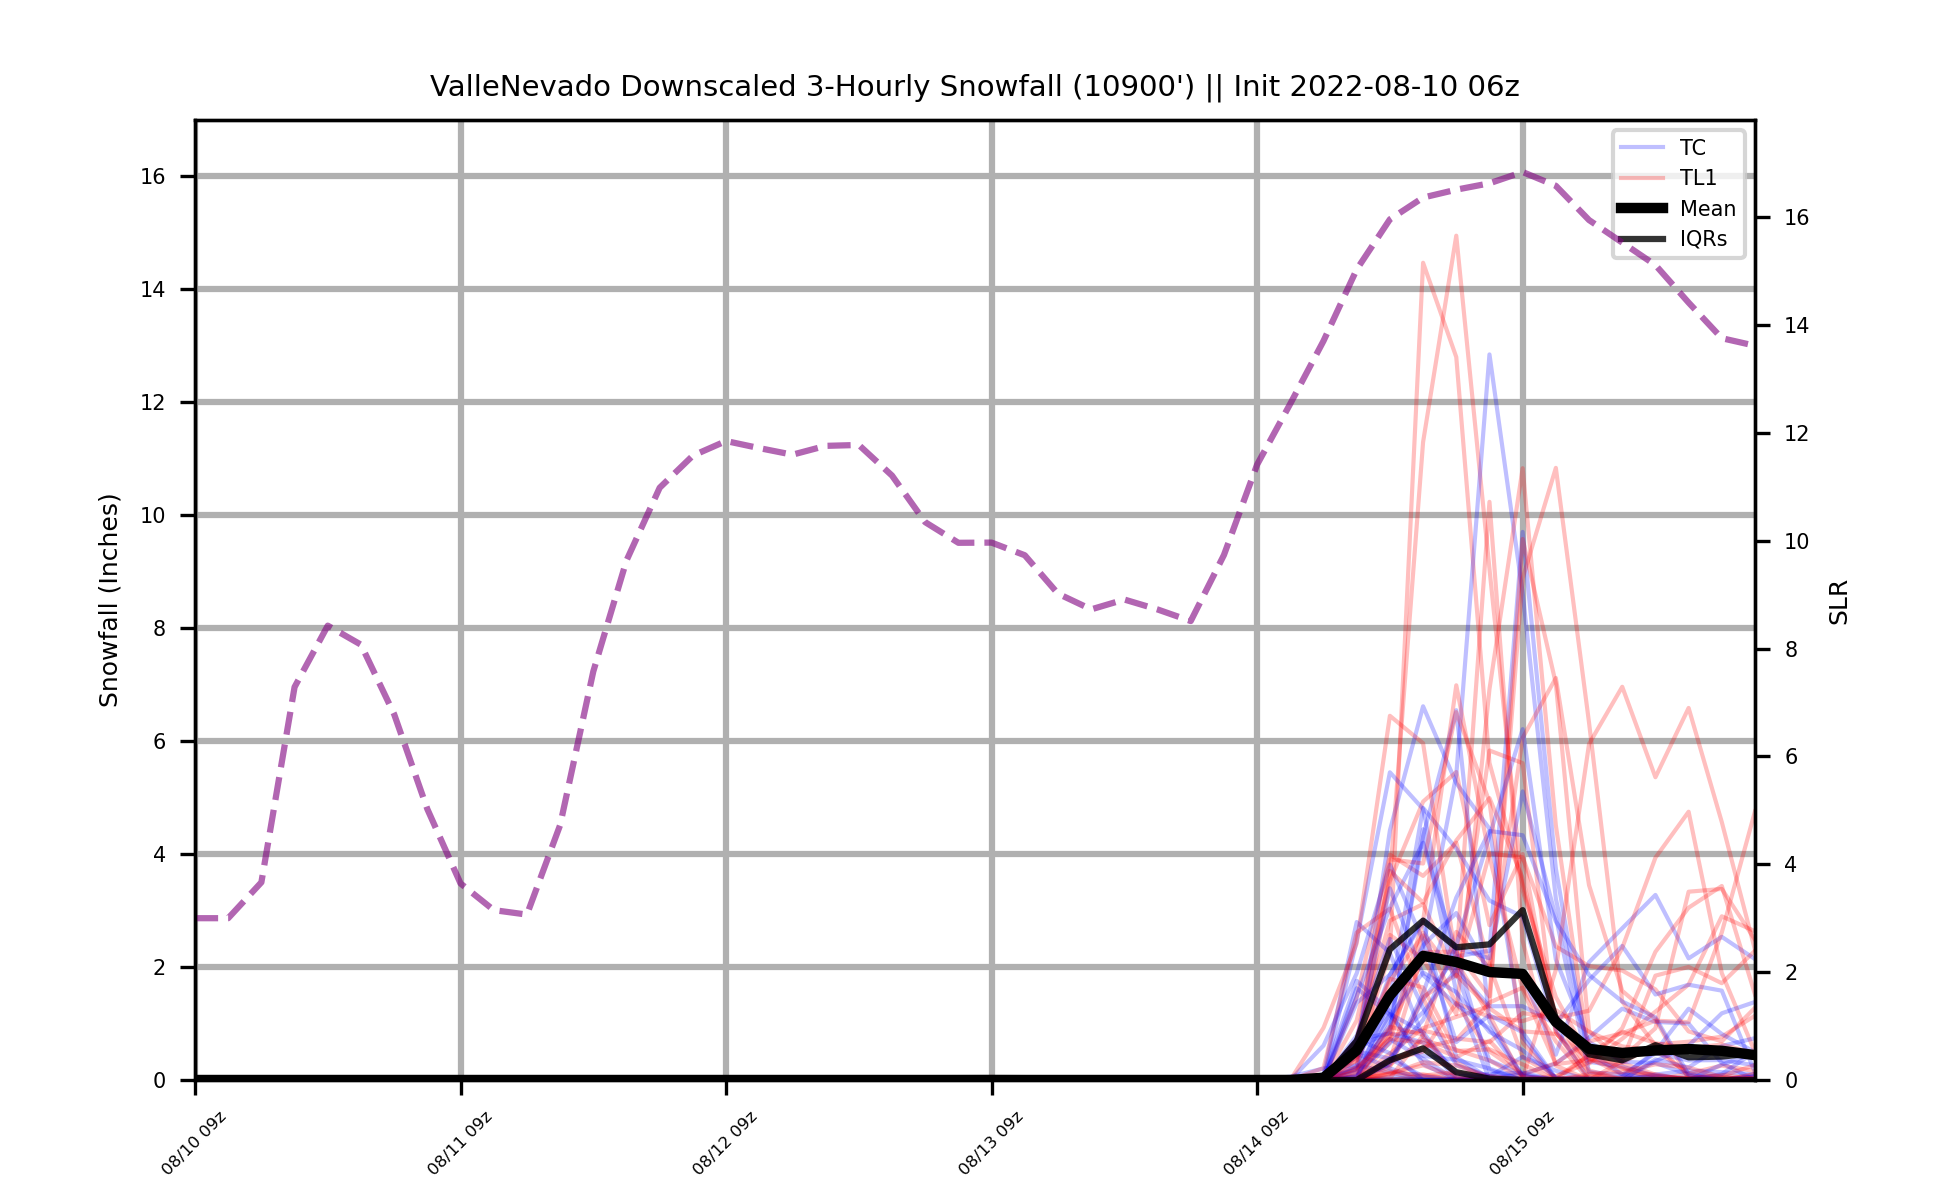 ValleNevado Downscaled 3-Hourly Snowfall (10900') || Init 2022-08-10 06z
TC
TL1
Mean
IQRs
Snowfall (Inches)
16
14
12
10
8
6
4
2
0
SLR
16
14
12
10
8
6
4
2
0
08/10 09z
08/11 09z
08/12 09z
08/13 09z
08/14 09z
08/15 09z